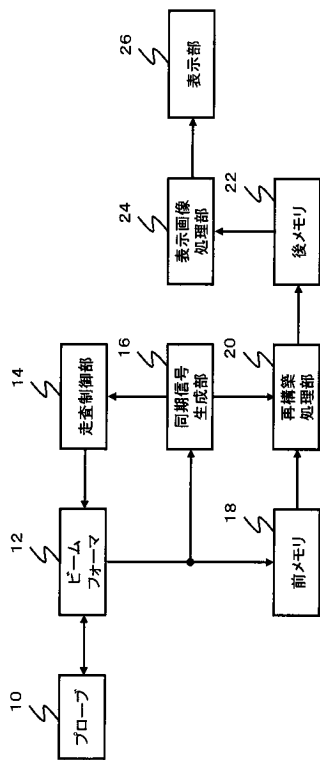 10
プローブ
12
ビーム
フォーマ
14
走査制御部
16
同期信号
生成部
18
前メモリ
20
再構築
処理部
22
後メモリ
24
表示画像
処理部
26
表示部